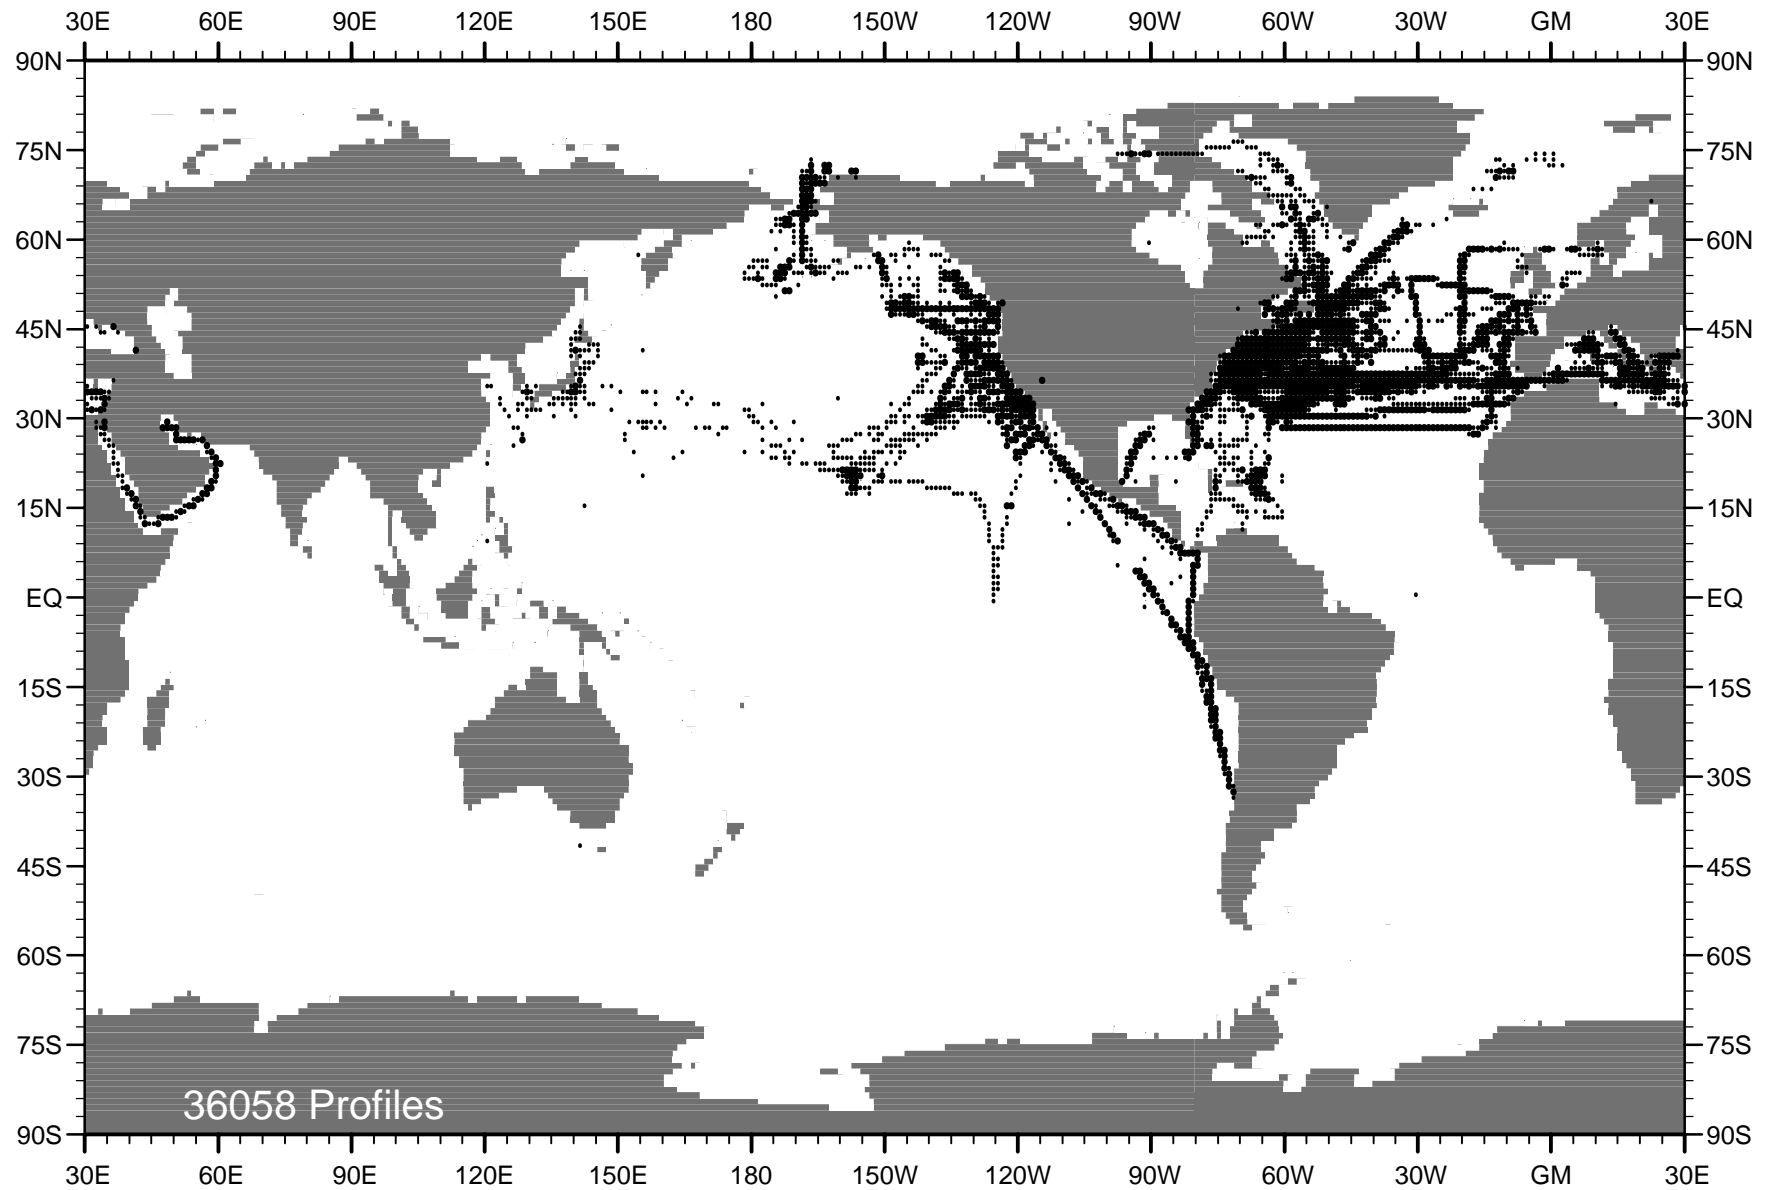 30E 60E 90E 120E 150E 180 150W 120W 90W 60W 30W GM 30E
90N 90N
75N 75N
60N 60N
45N 45N
30N 30N
15N 15N
EQ EQ
15S 15S
30S 30S
45S 45S
60S 60S
75S 75S
36058 Profiles
90S 90S
30E 60E 90E 120E 150E 180 150W 120W 90W 60W 30W GM 30E